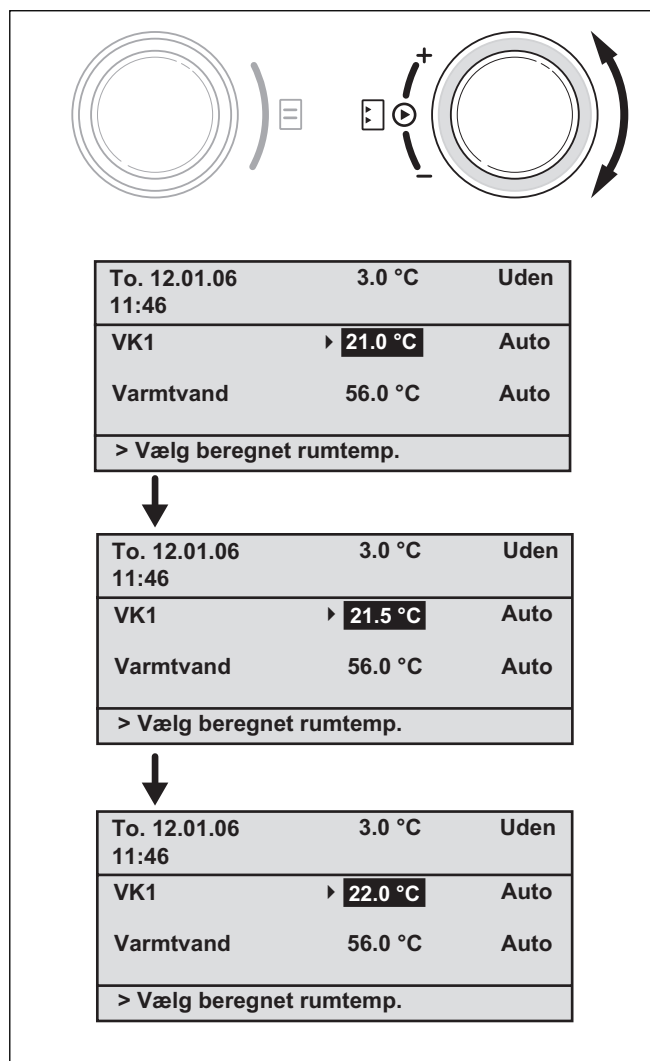 +
−
To. 12.01.06 3.0 °C Uden
11:46
VK1 21.0 °C Auto
Varmtvand 56.0 °C Auto
> Vælg beregnet rumtemp.
To. 12.01.06 3.0 °C Uden
11:46
VK1 21.5 °C Auto
Varmtvand 56.0 °C Auto
> Vælg beregnet rumtemp.
To. 12.01.06 3.0 °C Uden
11:46
VK1 22.0 °C Auto
Varmtvand 56.0 °C Auto
> Vælg beregnet rumtemp.